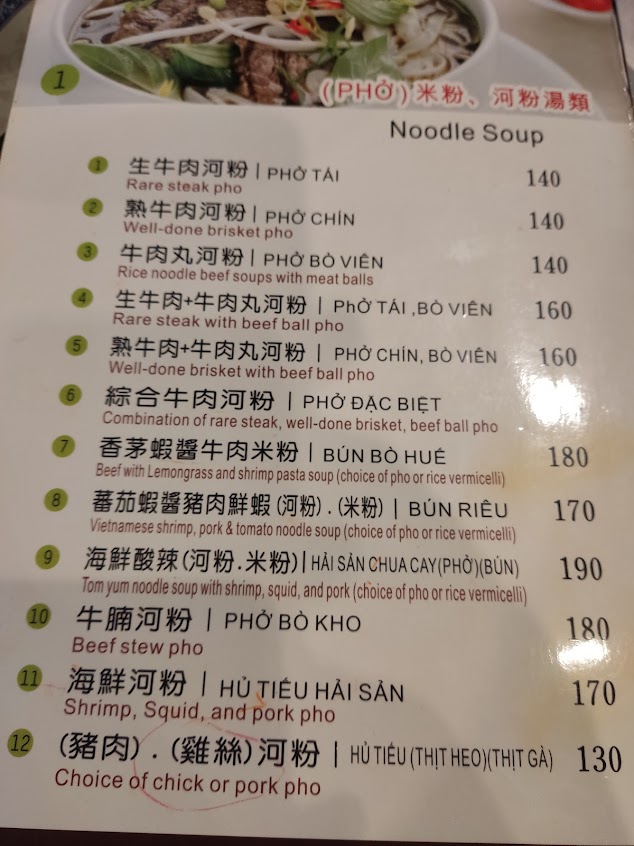 1
(PHỞ)米粉、河粉湯類
Noodle Soup
1 生牛肉河粉 | PHỞ TÁI 140
Rare steak pho
2 熟牛肉河粉 | PHỞ CHÍN 140
Well-done brisket pho
3 牛肉丸河粉 | PHỞ BÒ VIÊN 140
Rice noodle beef soups with meat balls
4 生牛肉+牛肉丸河粉 | PhỞ TÁI ,BÒ VIÊN 160
Rare steak with beef ball pho
5 熟牛肉+牛肉丸河粉 | PHỞ CHÍN, BÒ VIÊN 160
Well-done brisket with beef ball pho
6 綜合牛肉河粉 | PHỞ ĐẶC BIỆT
Combination of rare steak, well-done brisket, beef ball pho
7 香茅蝦醬牛肉米粉 | BÚN BÒ HUẾ 180
Beef with Lemongrass and shrimp pasta soup (choice of pho or rice vermicelli)
8 蕃茄蝦醬豬肉鮮蝦(河粉).(米粉) | BÚN RIÊU 170
Vietnamese shrimp, pork & tomato noodle soup (choice of pho or rice vermicelli)
9 海鮮酸辣(河粉.米粉) | HẢI SẢN CHUA CAY(PHỞ)(BÚN) 190
Tom yum noodle soup with shrimp, squid, and pork (choice of pho or rice vermicelli)
10 牛腩河粉 | PHỞ BÒ KHO 180
Beef stew pho
11 海鮮河粉 | HỦ TIẾU HẢI SẢN 170
Shrimp, Squid, and pork pho
12 (豬肉).(雞絲)河粉 | HỦ TIẾU (THỊT HEO)(THỊT GÀ) 130
Choice of chick or pork pho